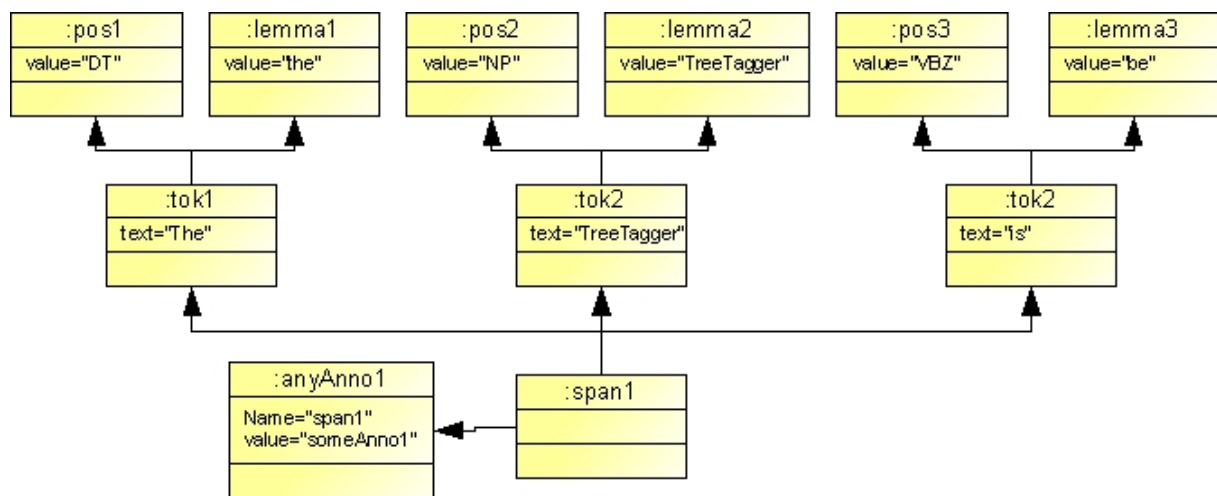 :pos1 :lemma1 :pos2 :lemma2 :pos3 :lemma3
value="DT" value="the" value="NP" value="TreeTagger" value="VBZ" value="be"
:tok1 :tok2 :tok2
text="The" text="TreeTagger" text="is"
:anyAnno1 :span1
Name="span1"
value="someAnno1"